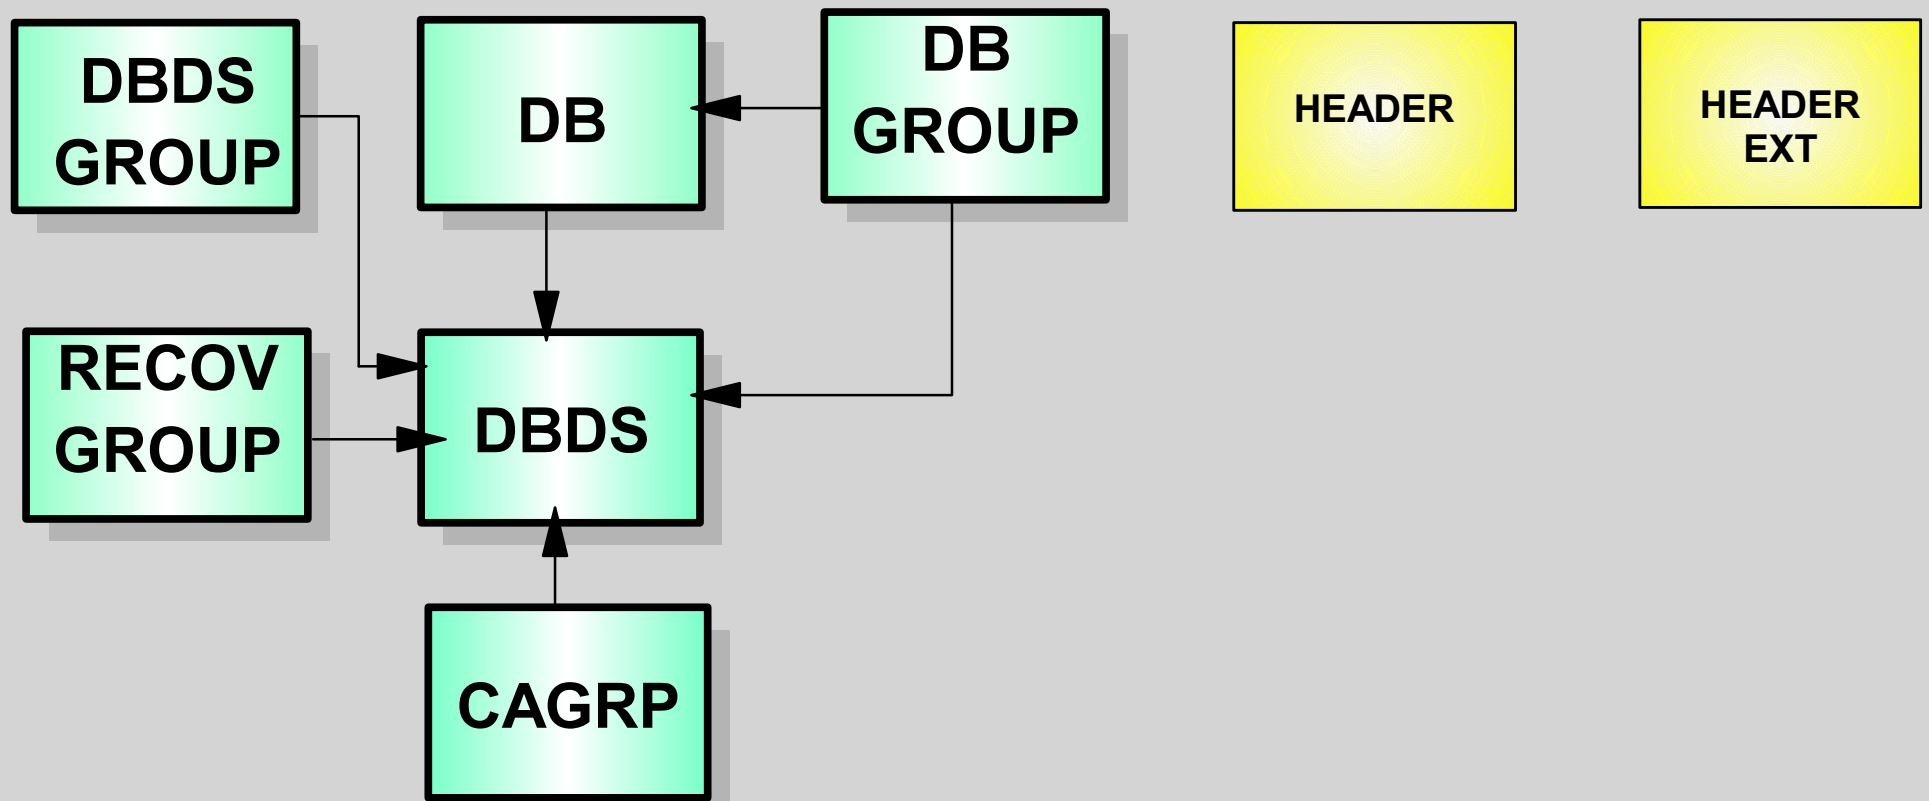 DBDS
GROUP
DB
DB
GROUP
HEADER
HEADER
EXT
RECOV
GROUP
DBDS
CAGRP